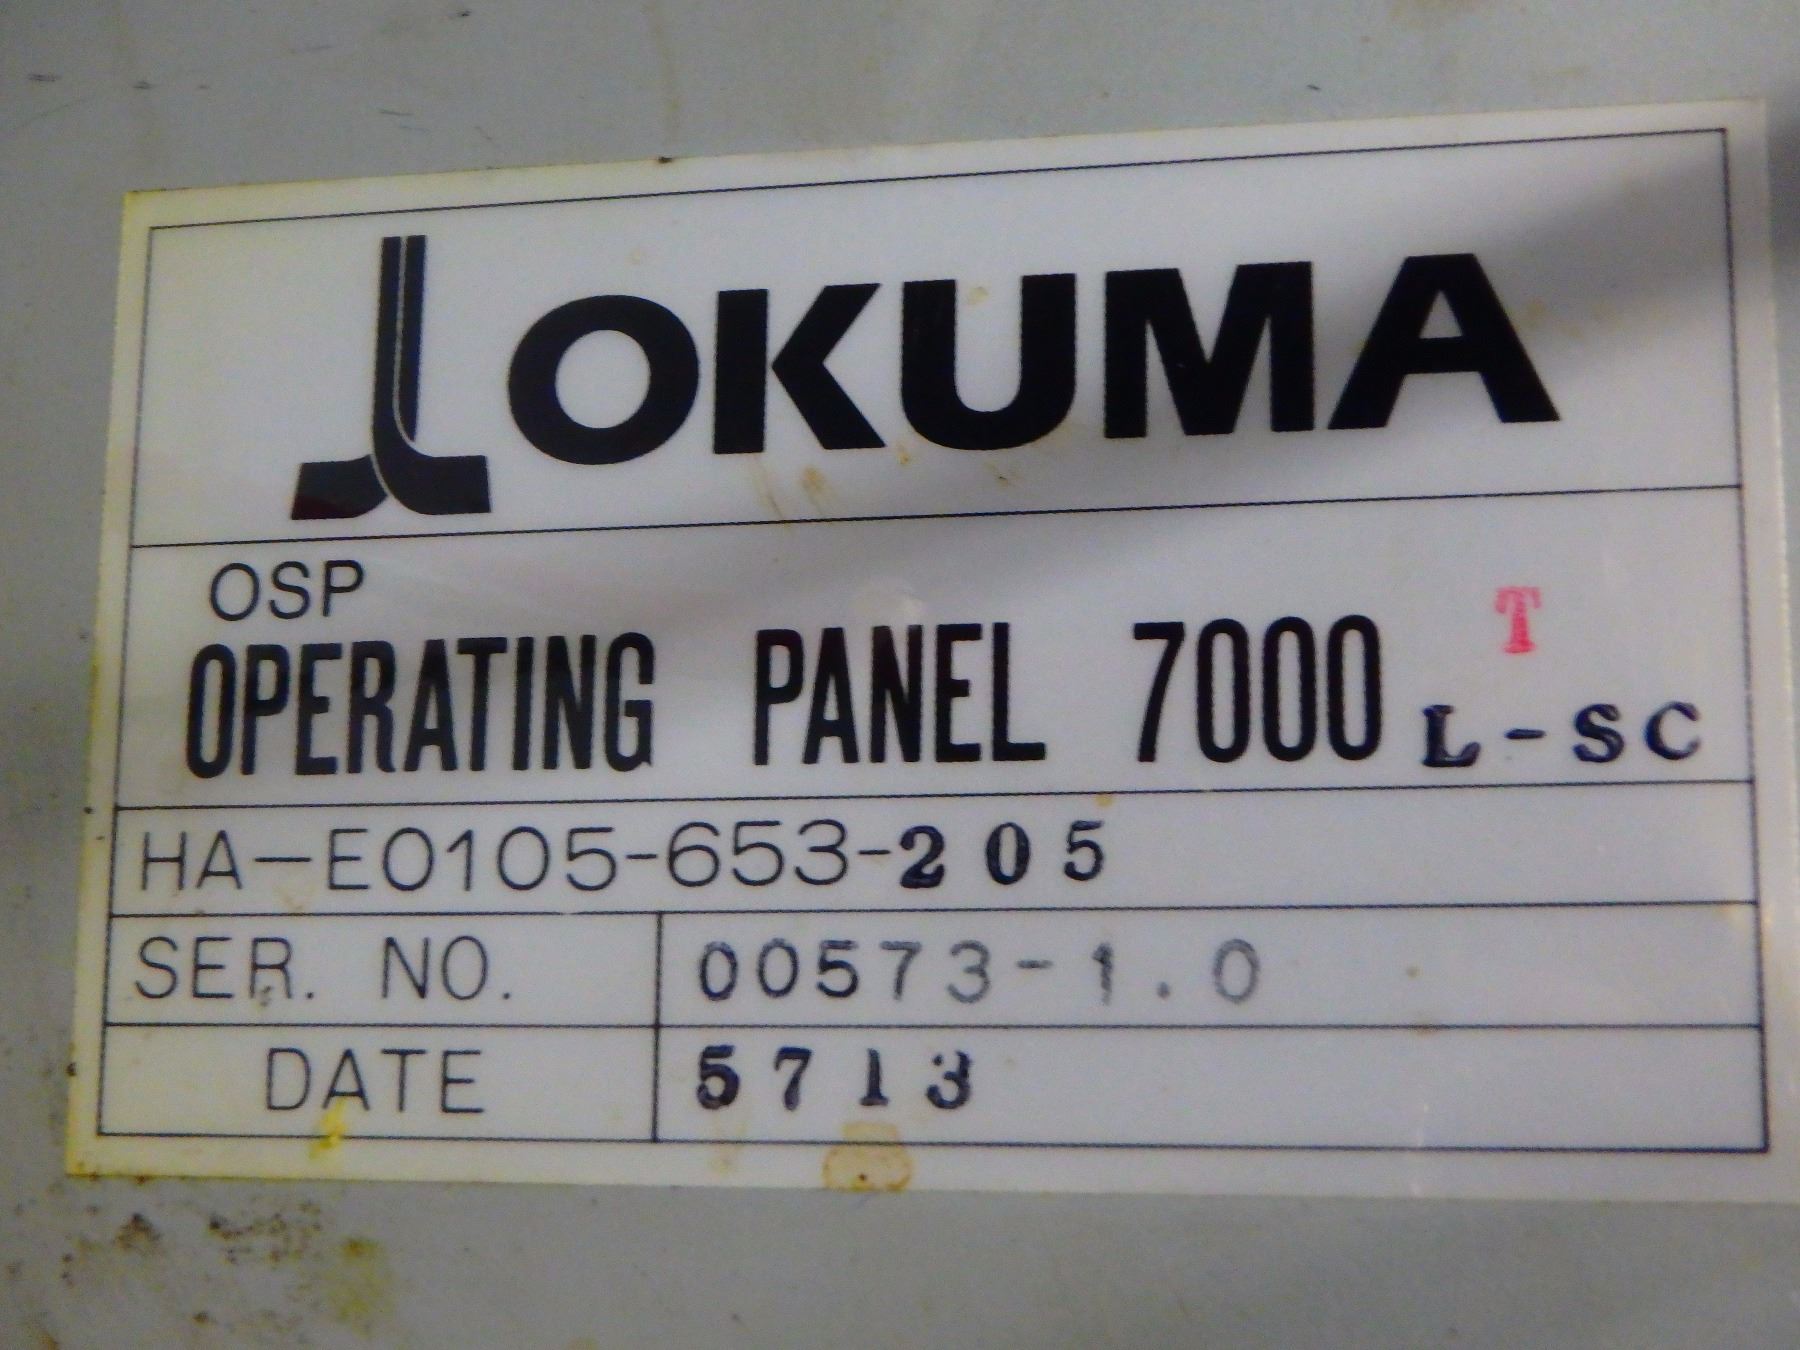 OKUMA
OSP
T
OPERATING PANEL 7000 L-SC
HA-E0105-653-205
SER. NO. 00573-1.0
DATE 5713